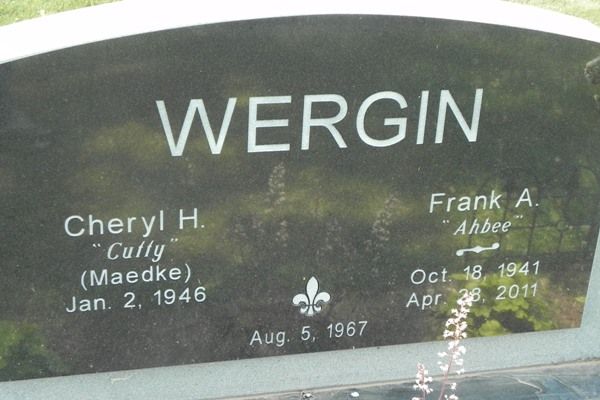 WERGIN
Cheryl H.
"Cuffy"
(Maedke)
Jan. 2, 1946
Frank A.
"Ahbee"
Oct. 18, 1941
Apr. 28, 2011
Aug. 5, 1967